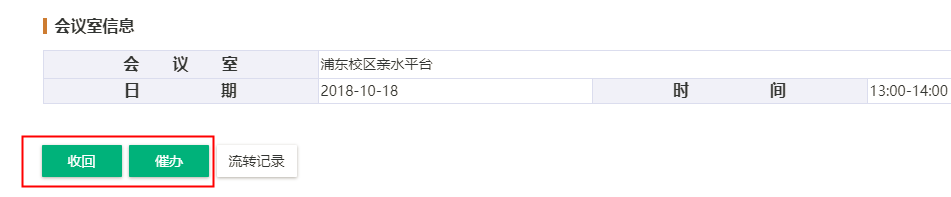 会议室信息
会 议 室 浦东校区亲水平台
日 期 2018-10-18 时 间 13:00-14:00
收回 催办 流转记录